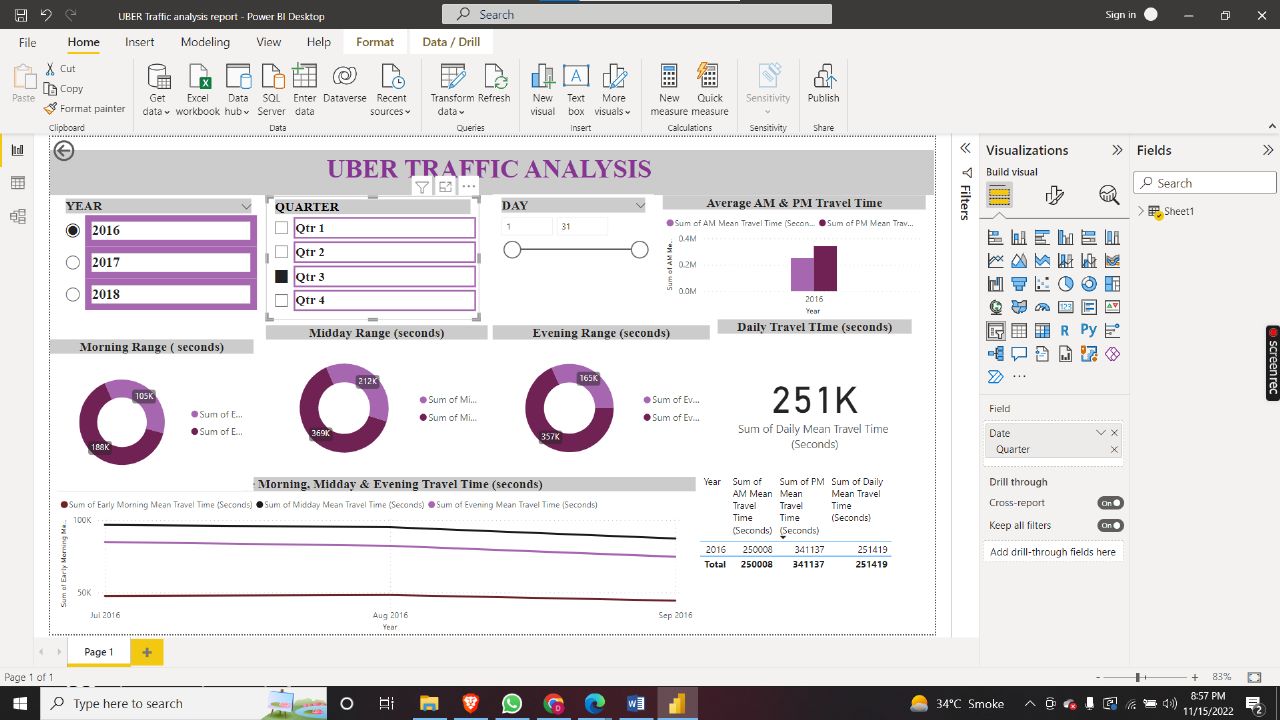 UBER Traffic analysis report - Power BI Desktop
Search
Sign in
File Home Insert Modeling View Help Format Data / Drill
Paste
Cut
Copy
Format painter
Clipboard
Get data
Excel workbook
Data hub
SQL Server
Enter data
Dataverse
Recent sources
Data
Transform data
Refresh
Queries
New visual
Text box
More visuals
Insert
New measure
Quick measure
Calculations
Sensitivity
Sensitivity
Publish
Share
UBER TRAFFIC ANALYSIS
YEAR
2016
2017
2018
QUARTER
Qtr 1
Qtr 2
Qtr 3
Qtr 4
DAY
1 31
Average AM & PM Travel Time
Sum of AM Mean Travel Time (Secon... Sum of PM Mean Trav...
Sum of AM Me...
0.4M
0.2M
0.0M
2016
Year
Morning Range ( seconds)
105K
188K
Sum of E...
Sum of E...
Midday Range (seconds)
212K
369K
Sum of Mi...
Sum of Mi...
Evening Range (seconds)
165K
357K
Sum of Ev...
Sum of Ev...
Daily Travel TIme (seconds)
251K
Sum of Daily Mean Travel Time
(Seconds)
Morning, Midday & Evening Travel Time (seconds)
Sum of Early Morning Mean Travel Time (Seconds) Sum of Midday Mean Travel Time (Seconds) Sum of Evening Mean Travel Time (Seconds)
Sum of Early Morning Me...
100K
50K
Jul 2016 Aug 2016 Sep 2016
Year
Year Sum of AM Mean Travel Time (Seconds) Sum of PM Mean Travel Time (Seconds) Sum of Daily Mean Travel Time (Seconds)
2016 250008 341137 251419
Total 250008 341137 251419
Filters
Visualizations
Build visual
123
R Py
Field
Date
Quarter
Drill through
Cross-report On
Keep all filters On
Add drill-through fields here
Fields
Search
Sheet1
screenrec
Page 1
Page 1 of 1
- + 83%
Type here to search
34°C Smoke
8:57 PM
11/15/2022
2